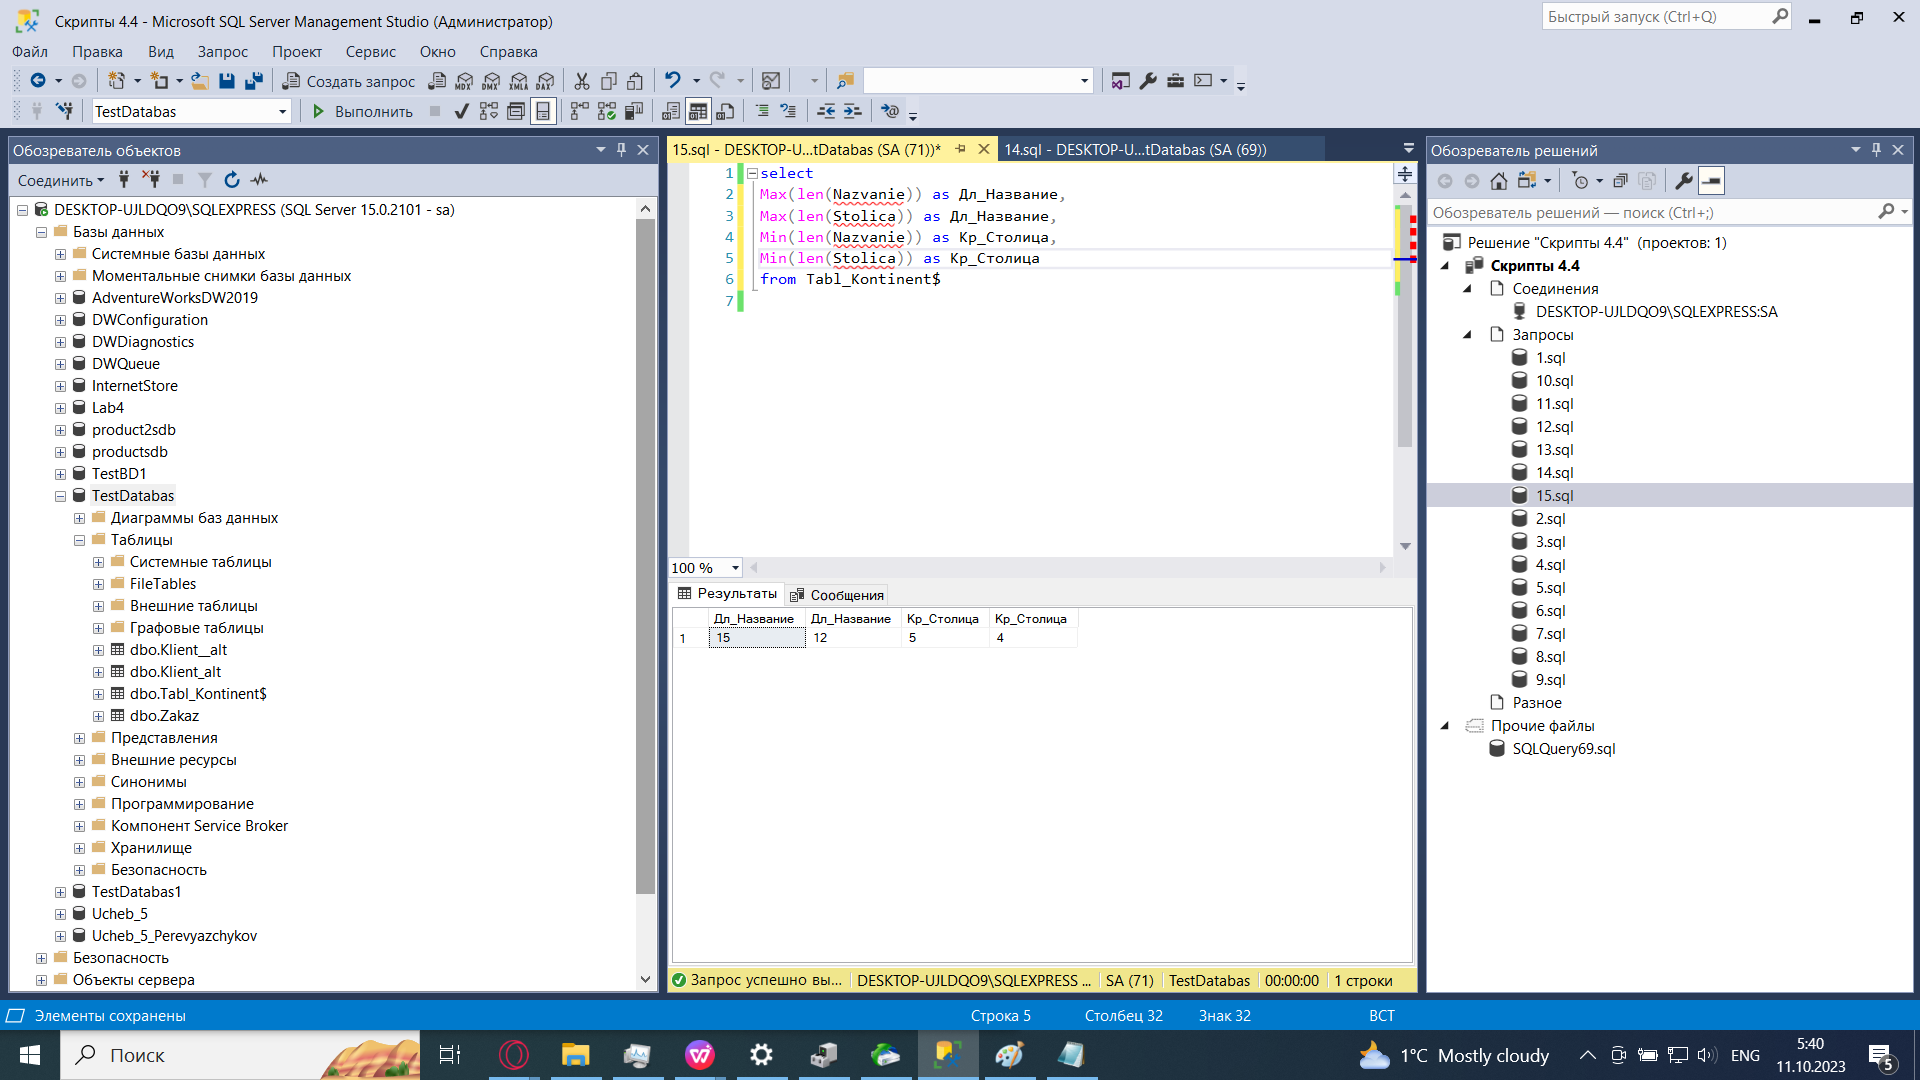 Скрипты 4.4 - Microsoft SQL Server Management Studio (Администратор)
Быстрый запуск (Ctrl+Q)
Файл Правка Вид Запрос Проект Сервис Окно Справка
Создать запрос MDX DMX XMLA DAX
TestDatabas Выполнить
Обозреватель объектов
Соединить
DESKTOP-UJLDQO9\SQLEXPRESS (SQL Server 15.0.2101 - sa)
Базы данных
Системные базы данных
Моментальные снимки базы данных
AdventureWorksDW2019
DWConfiguration
DWDiagnostics
DWQueue
InternetStore
Lab4
product2sdb
productsdb
TestBD1
TestDatabas
Диаграммы баз данных
Таблицы
Системные таблицы
FileTables
Внешние таблицы
Графовые таблицы
dbo.Klient__alt
dbo.Klient_alt
dbo.Tabl_Kontinent$
dbo.Zakaz
Представления
Внешние ресурсы
Синонимы
Программирование
Компонент Service Broker
Хранилище
Безопасность
TestDatabas1
Ucheb_5
Ucheb_5_Perevyazchykov
Безопасность
Объекты сервера
15.sql - DESKTOP-U...tDatabas (SA (71))*
14.sql - DESKTOP-U...tDatabas (SA (69))
1 select
2 Max(len(Nazvanie)) as Дл_Название,
3 Max(len(Stolica)) as Дл_Название,
4 Min(len(Nazvanie)) as Кр_Столица,
5 Min(len(Stolica)) as Кр_Столица
6 from Tabl_Kontinent$
7
100 %
Результаты Сообщения
Дл_Название Дл_Название Кр_Столица Кр_Столица
1 15 12 5 4
Запрос успешно вы... DESKTOP-UJLDQO9\SQLEXPRESS ... SA (71) TestDatabas 00:00:00 1 строки
Обозреватель решений
Обозреватель решений — поиск (Ctrl+;)
Решение "Скрипты 4.4" (проектов: 1)
Скрипты 4.4
Соединения
DESKTOP-UJLDQO9\SQLEXPRESS:SA
Запросы
1.sql
10.sql
11.sql
12.sql
13.sql
14.sql
15.sql
2.sql
3.sql
4.sql
5.sql
6.sql
7.sql
8.sql
9.sql
Разное
Прочие файлы
SQLQuery69.sql
Элементы сохранены Строка 5 Столбец 32 Знак 32 ВСТ
Поиск
1°C Mostly cloudy
ENG
5:40
11.10.2023
5